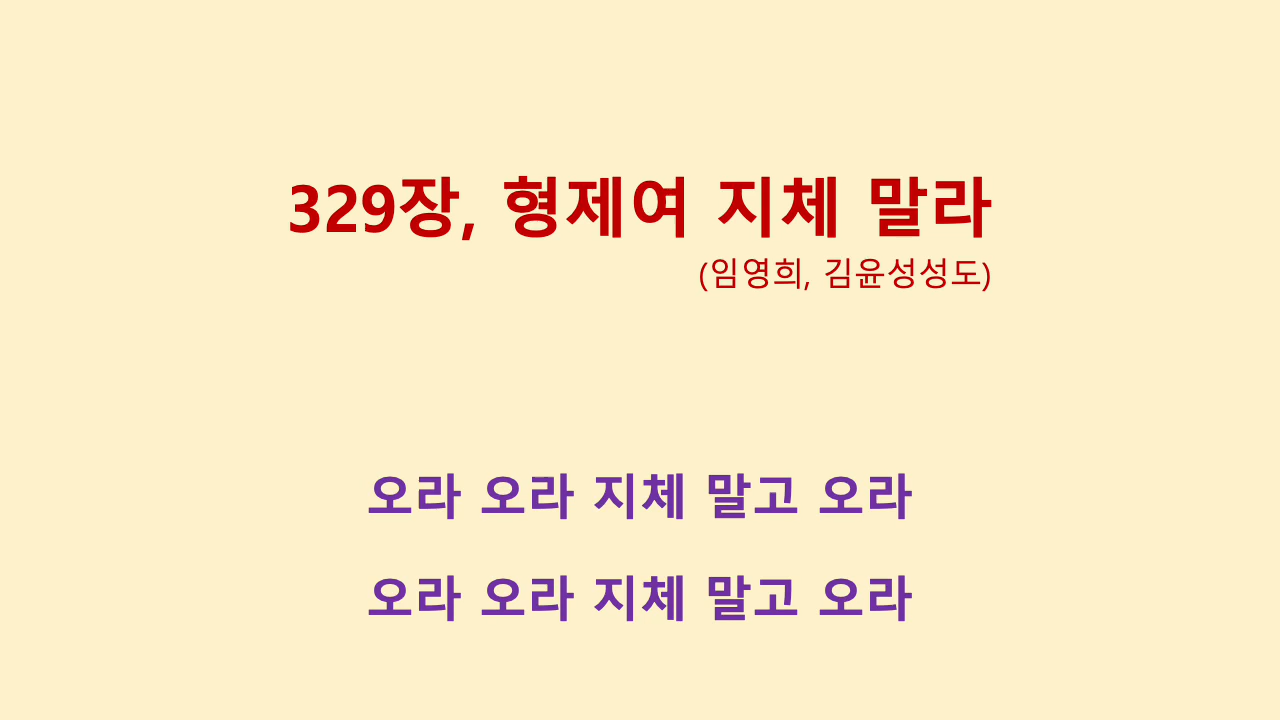 329장, 형제여 지체 말라
(임영희, 김윤성성도)
오라 오라 지체 말고 오라
오라 오라 지체 말고 오라